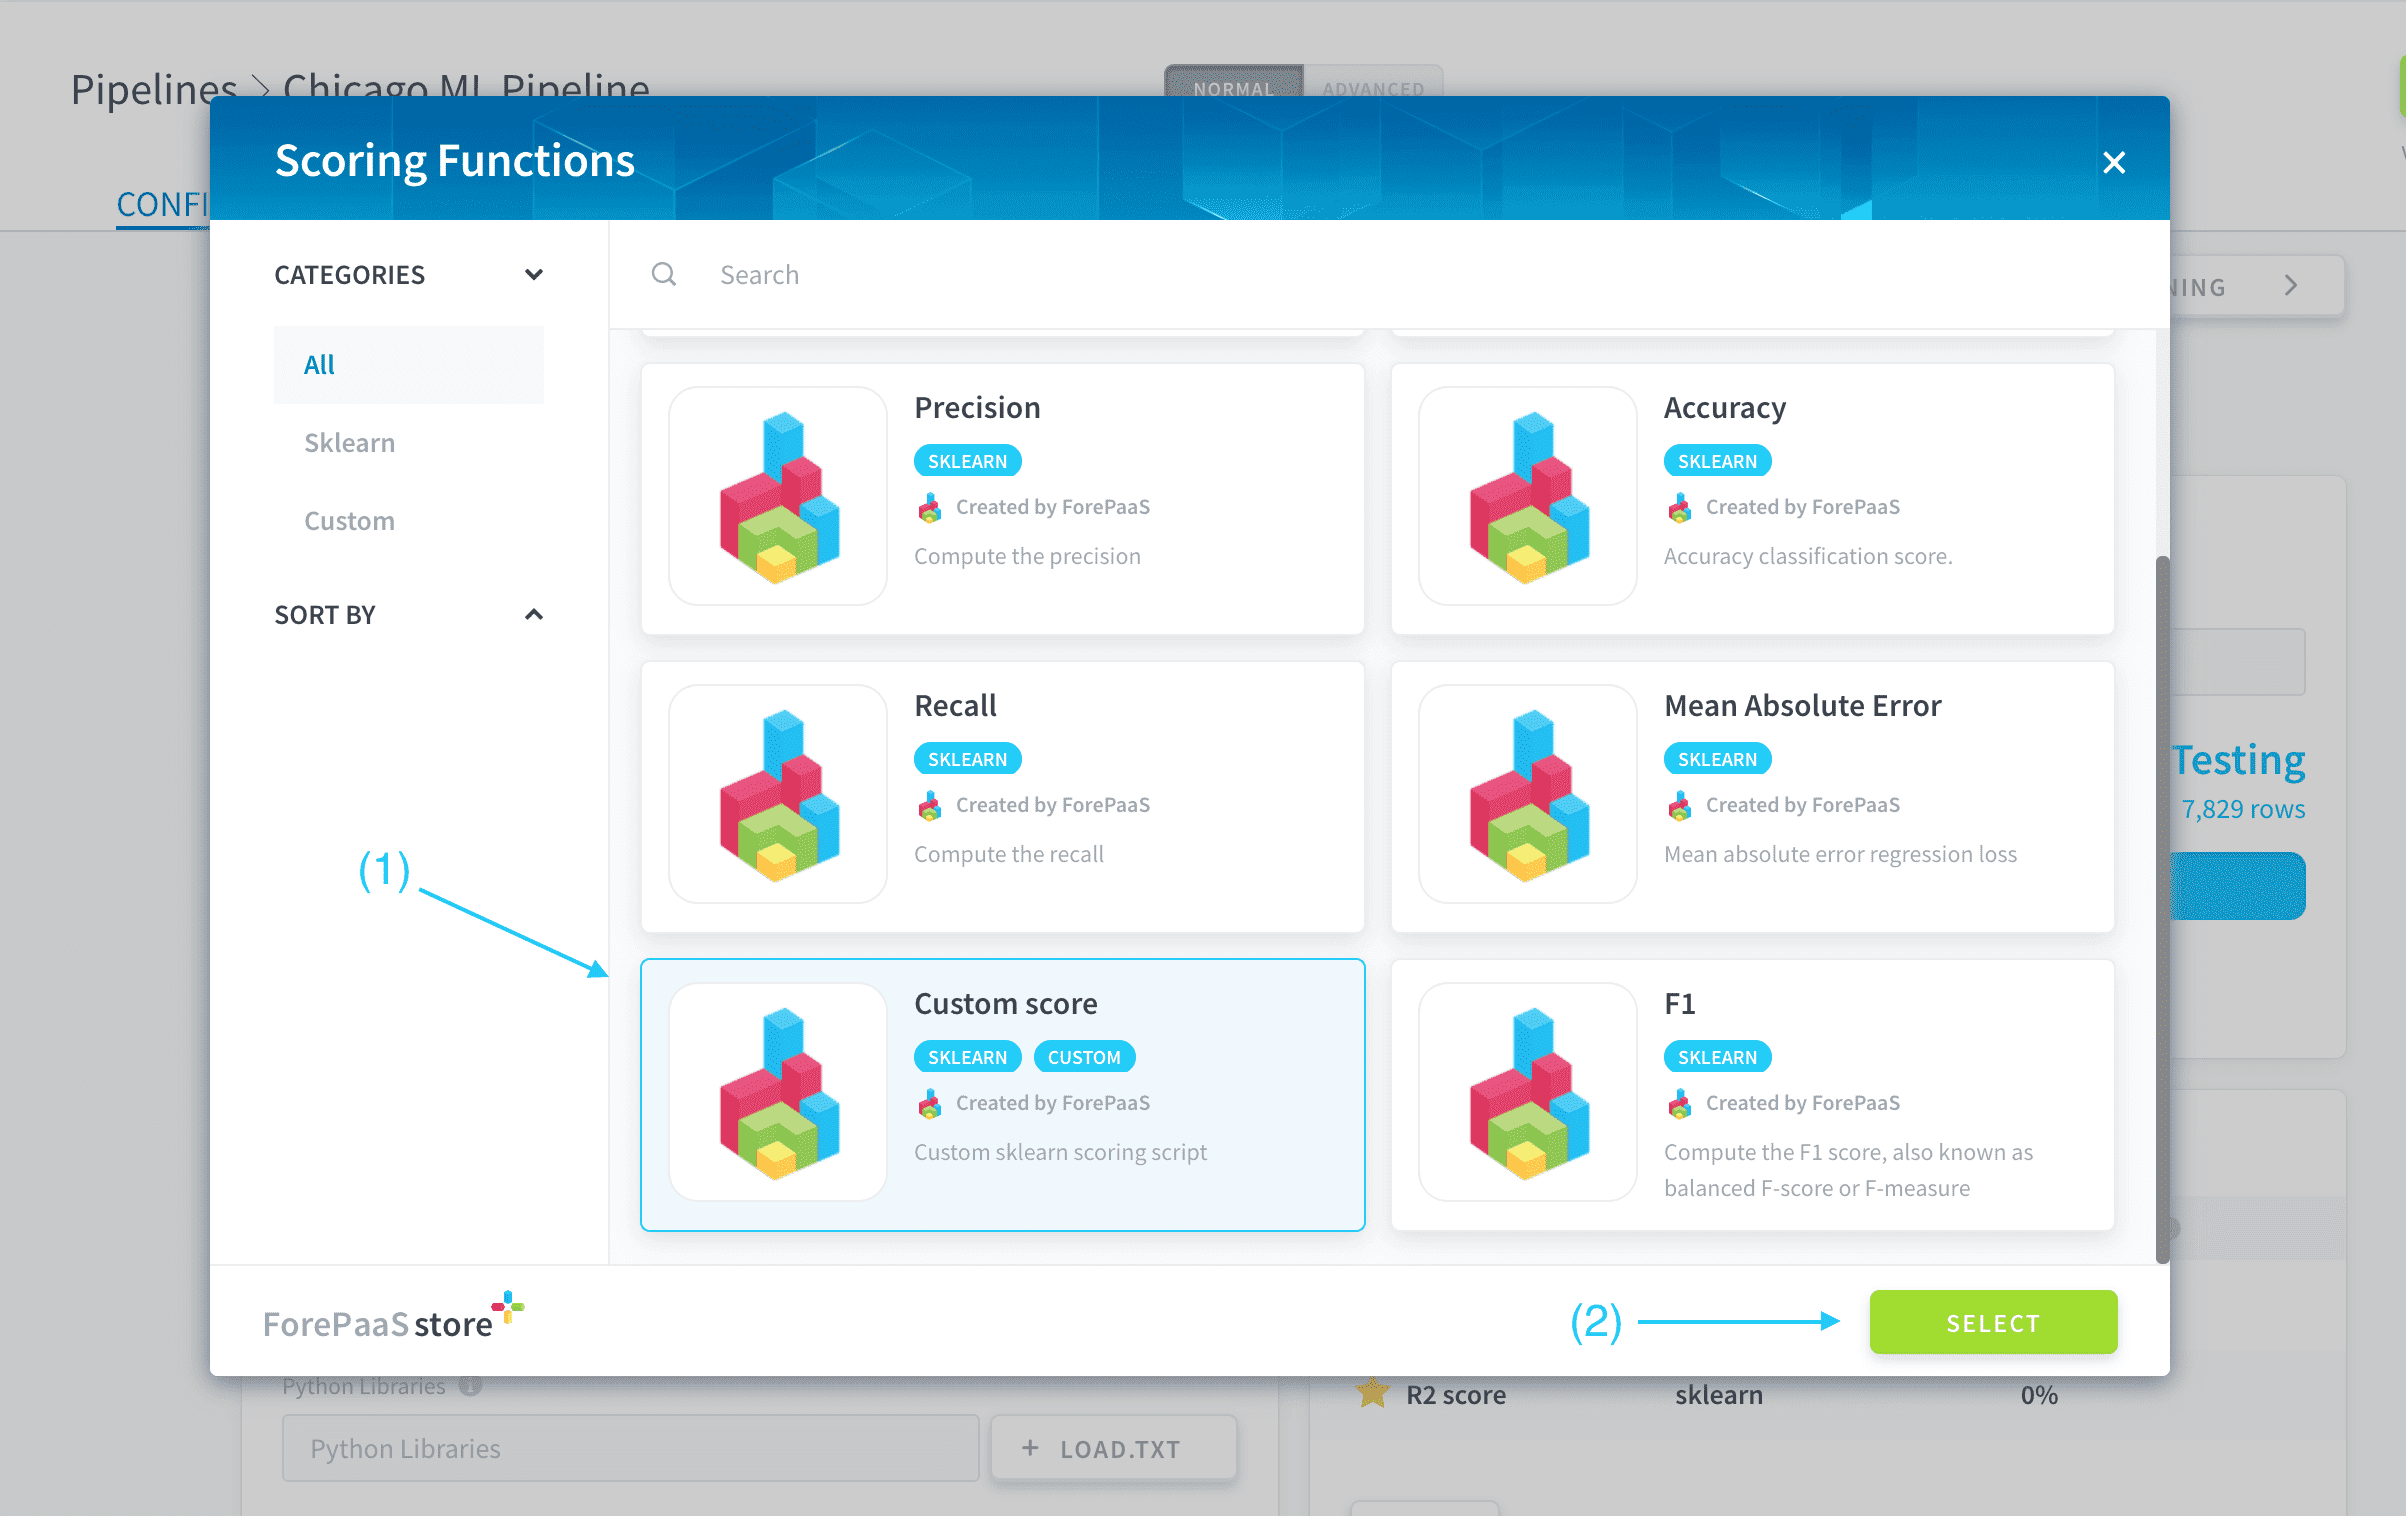 Pipelines > Chicago ML Pipeline
NORMAL
ADVANCED
Scoring Functions
CATEGORIES
All
Sklearn
Custom
SORT BY
Search
Precision
SKLEARN
Created by ForePaaS
Compute the precision
Accuracy
SKLEARN
Created by ForePaaS
Accuracy classification score.
Recall
SKLEARN
Created by ForePaaS
Compute the recall
Mean Absolute Error
SKLEARN
Created by ForePaaS
Mean absolute error regression loss
(1)
Custom score
SKLEARN CUSTOM
Created by ForePaaS
Custom sklearn scoring script
F1
SKLEARN
Created by ForePaaS
Compute the F1 score, also known as
balanced F-score or F-measure
Testing
7,829 rows
ForePaaS store
(2)
SELECT
Python Libraries
Python Libraries
+ LOAD.TXT
R2 score sklearn 0%